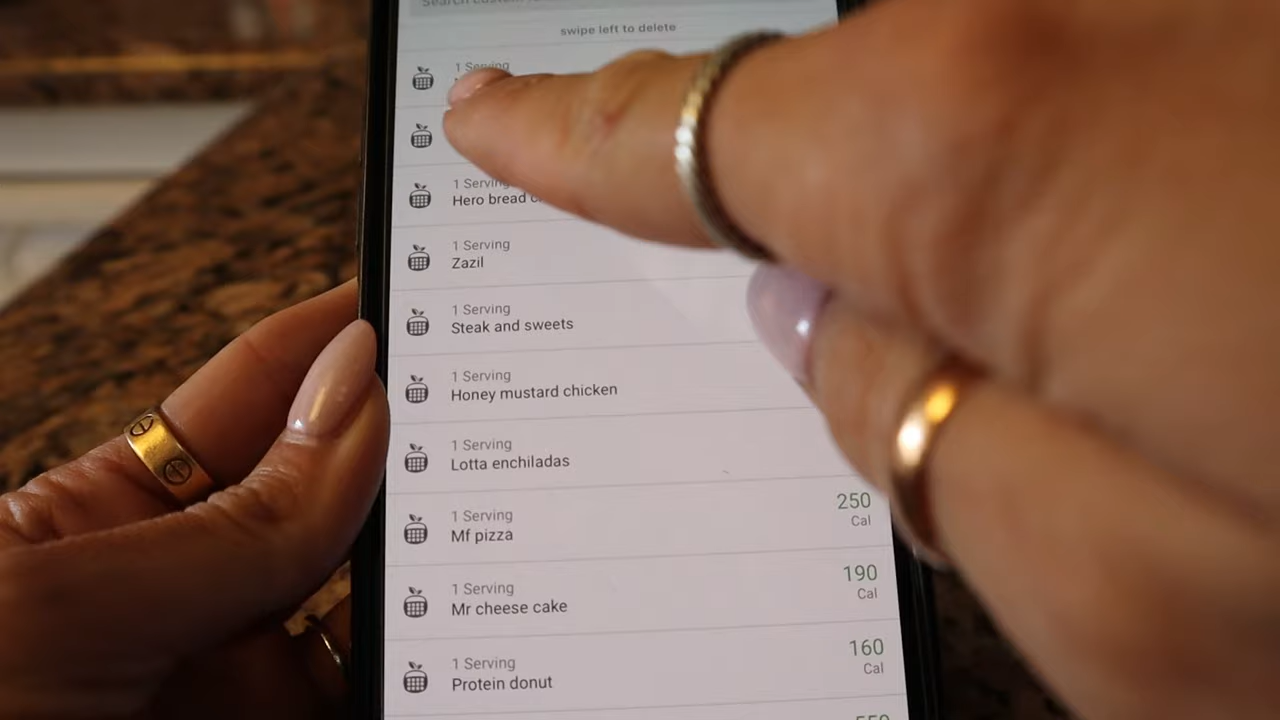 swipe left to delete
1 Serving
1 Serving
Hero bread
1 Serving
Zazil
1 Serving
Steak and sweets
1 Serving
Honey mustard chicken
1 Serving
Lotta enchiladas
1 Serving
Mf pizza
250
Cal
1 Serving
Mr cheese cake
190
Cal
1 Serving
Protein donut
160
Cal